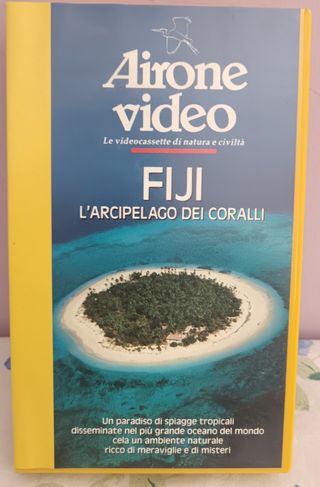 Airone
video
Le videocassette di natura e civiltà
FIJI
L'ARCIPELAGO DEI CORALLI
Un paradiso di spiagge tropicali
disseminate nel più grande oceano del mondo
cela un ambiente naturale
ricco di meraviglie e di misteri